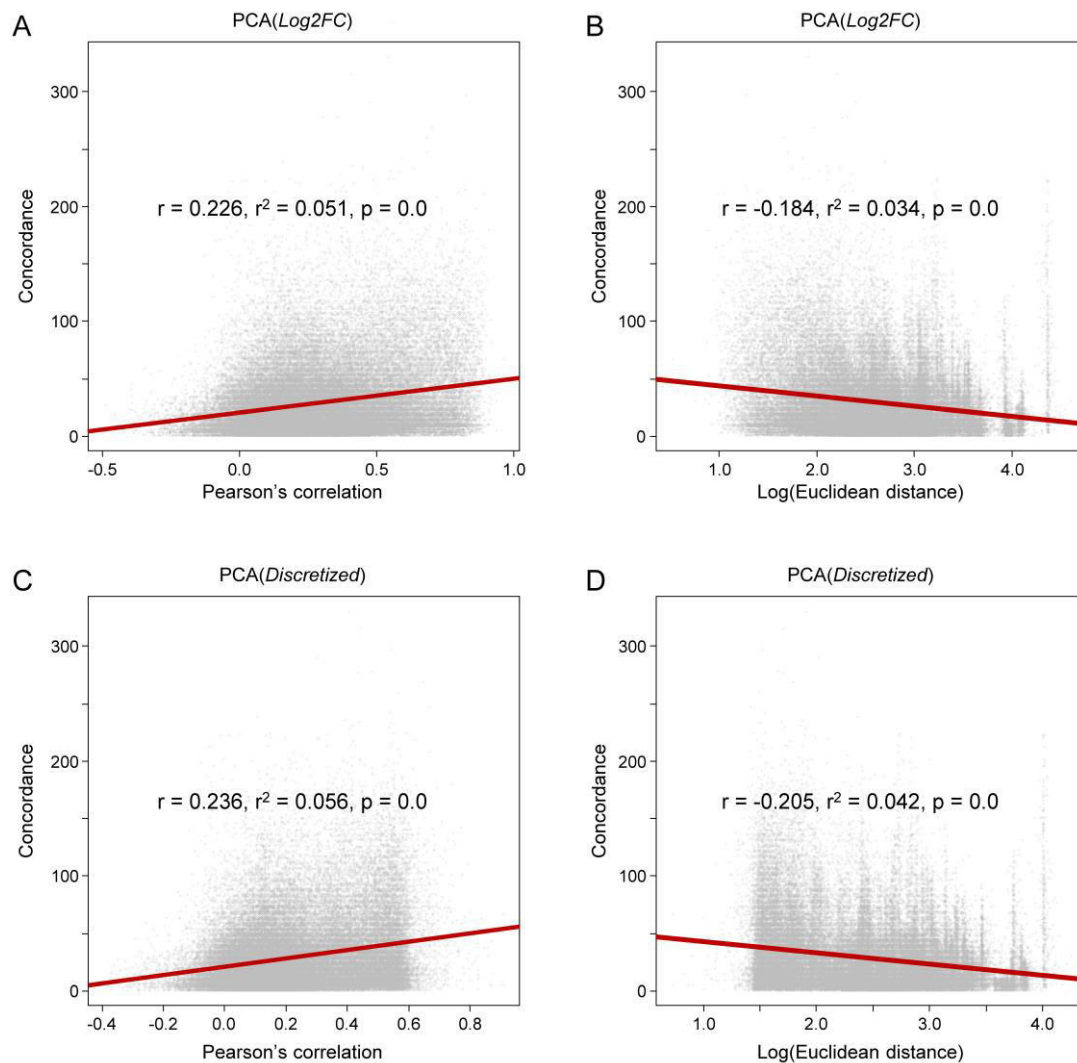 A
PCA(Log2FC)
300
200
100
0
Concordance
r = 0.226, r² = 0.051, p = 0.0
-0.5
0.0
0.5
1.0
Pearson's correlation
B
PCA(Log2FC)
300
200
100
0
Concordance
r = -0.184, r² = 0.034, p = 0.0
1.0
2.0
3.0
4.0
Log(Euclidean distance)
C
PCA(Discretized)
300
200
100
0
Concordance
r = 0.236, r² = 0.056, p = 0.0
-0.4
-0.2
0.0
0.2
0.4
0.6
0.8
Pearson's correlation
D
PCA(Discretized)
300
200
100
0
Concordance
r = -0.205, r² = 0.042, p = 0.0
1.0
2.0
3.0
4.0
Log(Euclidean distance)